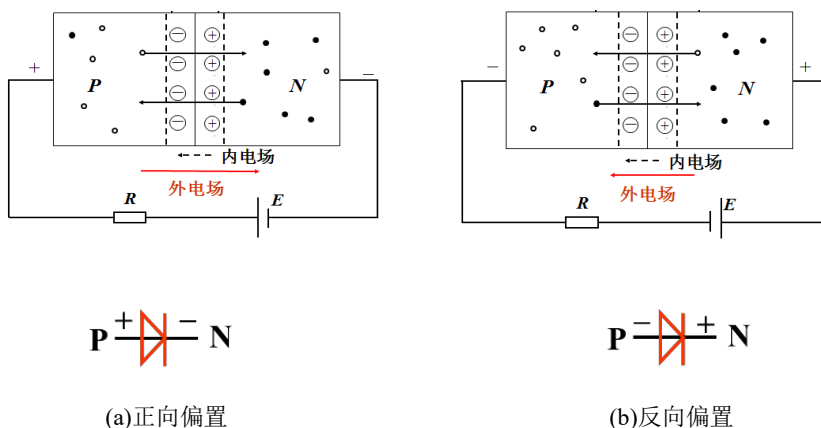 + P N −
内电场
外电场
R E
P + − N
(a)正向偏置
− P N +
内电场
外电场
R E
P − + N
(b)反向偏置